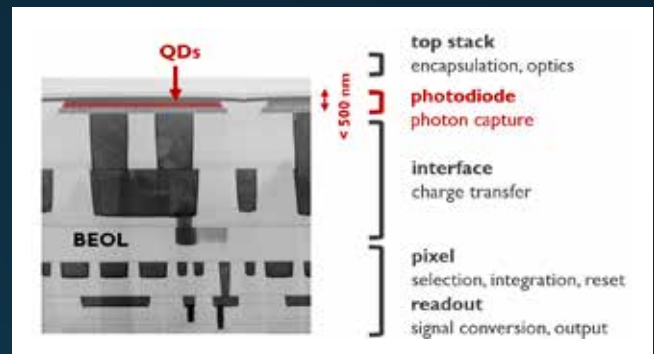 QDs
BEOL
< 500 nm
top stack
encapsulation, optics
photodiode
photon capture
interface
charge transfer
pixel
selection, integration, reset
readout
signal conversion, output